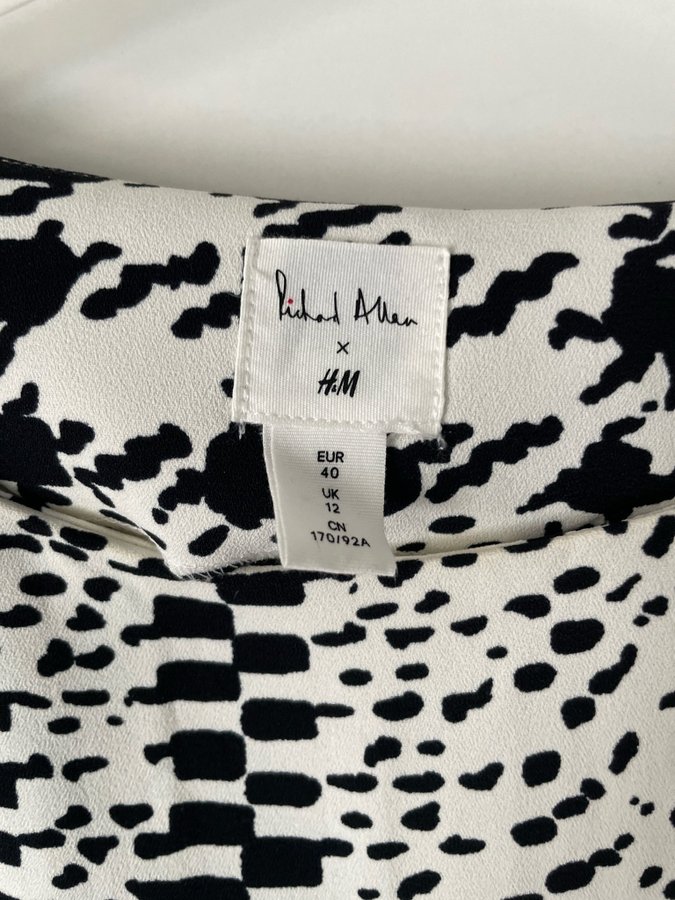 Richard Allan
×
H&M
EUR
40
UK
12
CN
170/92A